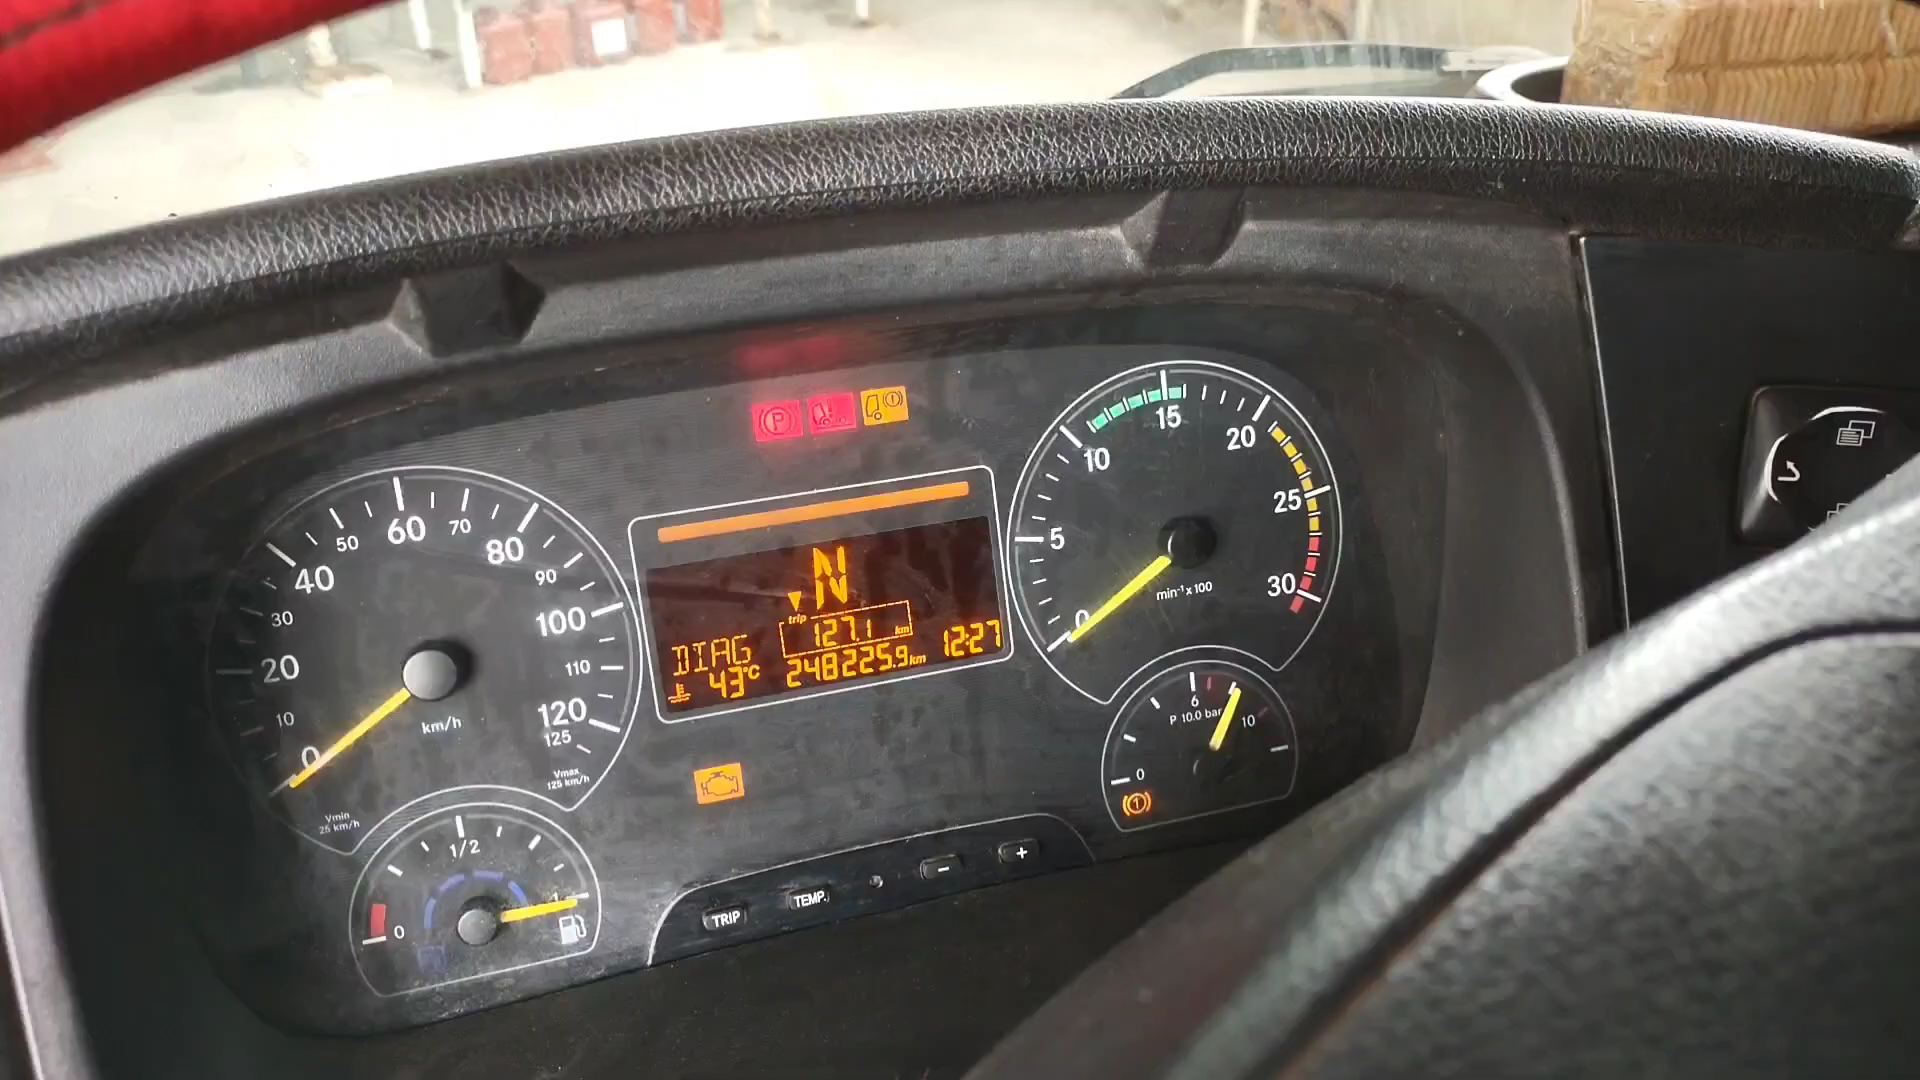 P
0
10
20
30
40
50
60
70
80
90
100
110
120
125
km/h
Vmin
25 km/h
Vmax
125 km/h
N
trip
127.1 km
DIAG
43°C
248225.9 km
12:27
0
5
10
15
20
25
30
min⁻¹ x 100
0
1/2
1
0
6
10
P 10.0 bar
1
TRIP
TEMP.
-
+